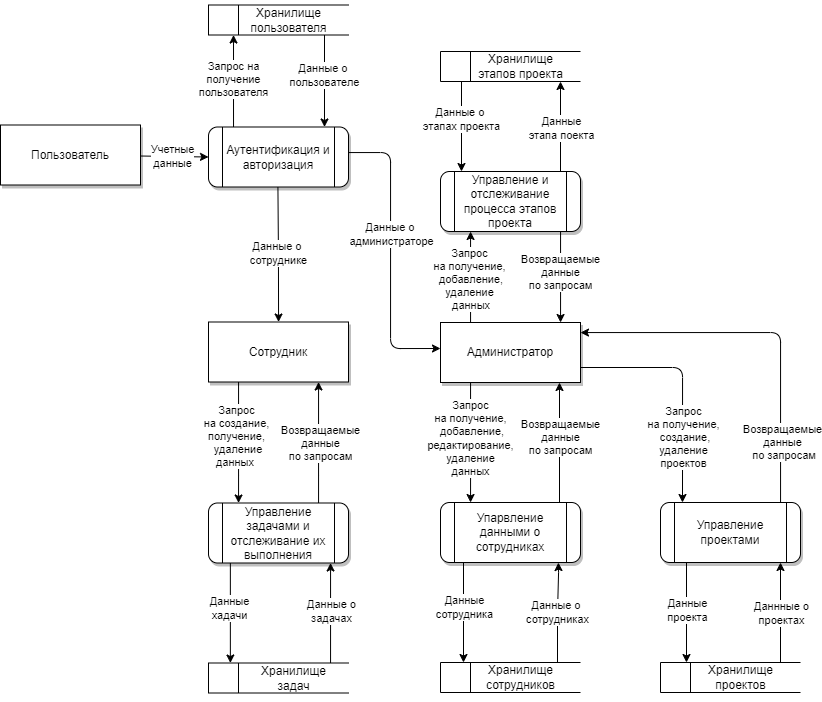 Хранилище
пользователя
Запрос на
получение
пользователя
Данные о
пользователе
Хранилище
этапов проекта
Данные о
этапах проекта
Данные
этапа поекта
Пользователь
Учетные
данные
Аутентификация и
авторизация
Управление и
отслеживание
процесса этапов
проекта
Данные о
сотруднике
Данные о
администраторе
Запрос
на получение,
добавление,
удаление
данных
Возвращаемые
данные
по запросам
Сотрудник
Администратор
Запрос
на создание,
получение,
удаление
данных
Возвращаемые
данные
по запросам
Запрос
на получение,
добавление,
редактирование,
удаление
данных
Возвращаемые
данные
по запросам
Запрос
на получение,
создание,
удаление
проектов
Возвращаемые
данные
по запросам
Управление
задачами и
отслеживание их
выполнения
Упарвление
данными о
сотрудниках
Управление
проектами
Данные
хадачи
Данные о
задачах
Данные
сотрудника
Данные о
сотрудниках
Данные
проекта
Даннные о
проектах
Хранилище
задач
Хранилище
сотрудников
Хранилище
проектов